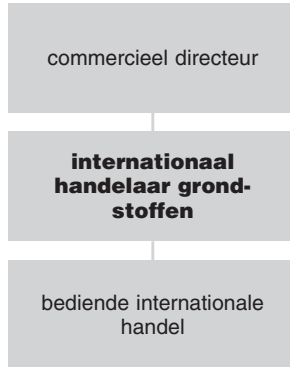 commercieel directeur
internationaal
handelaar grond-
stoffen
bediende internationale
handel